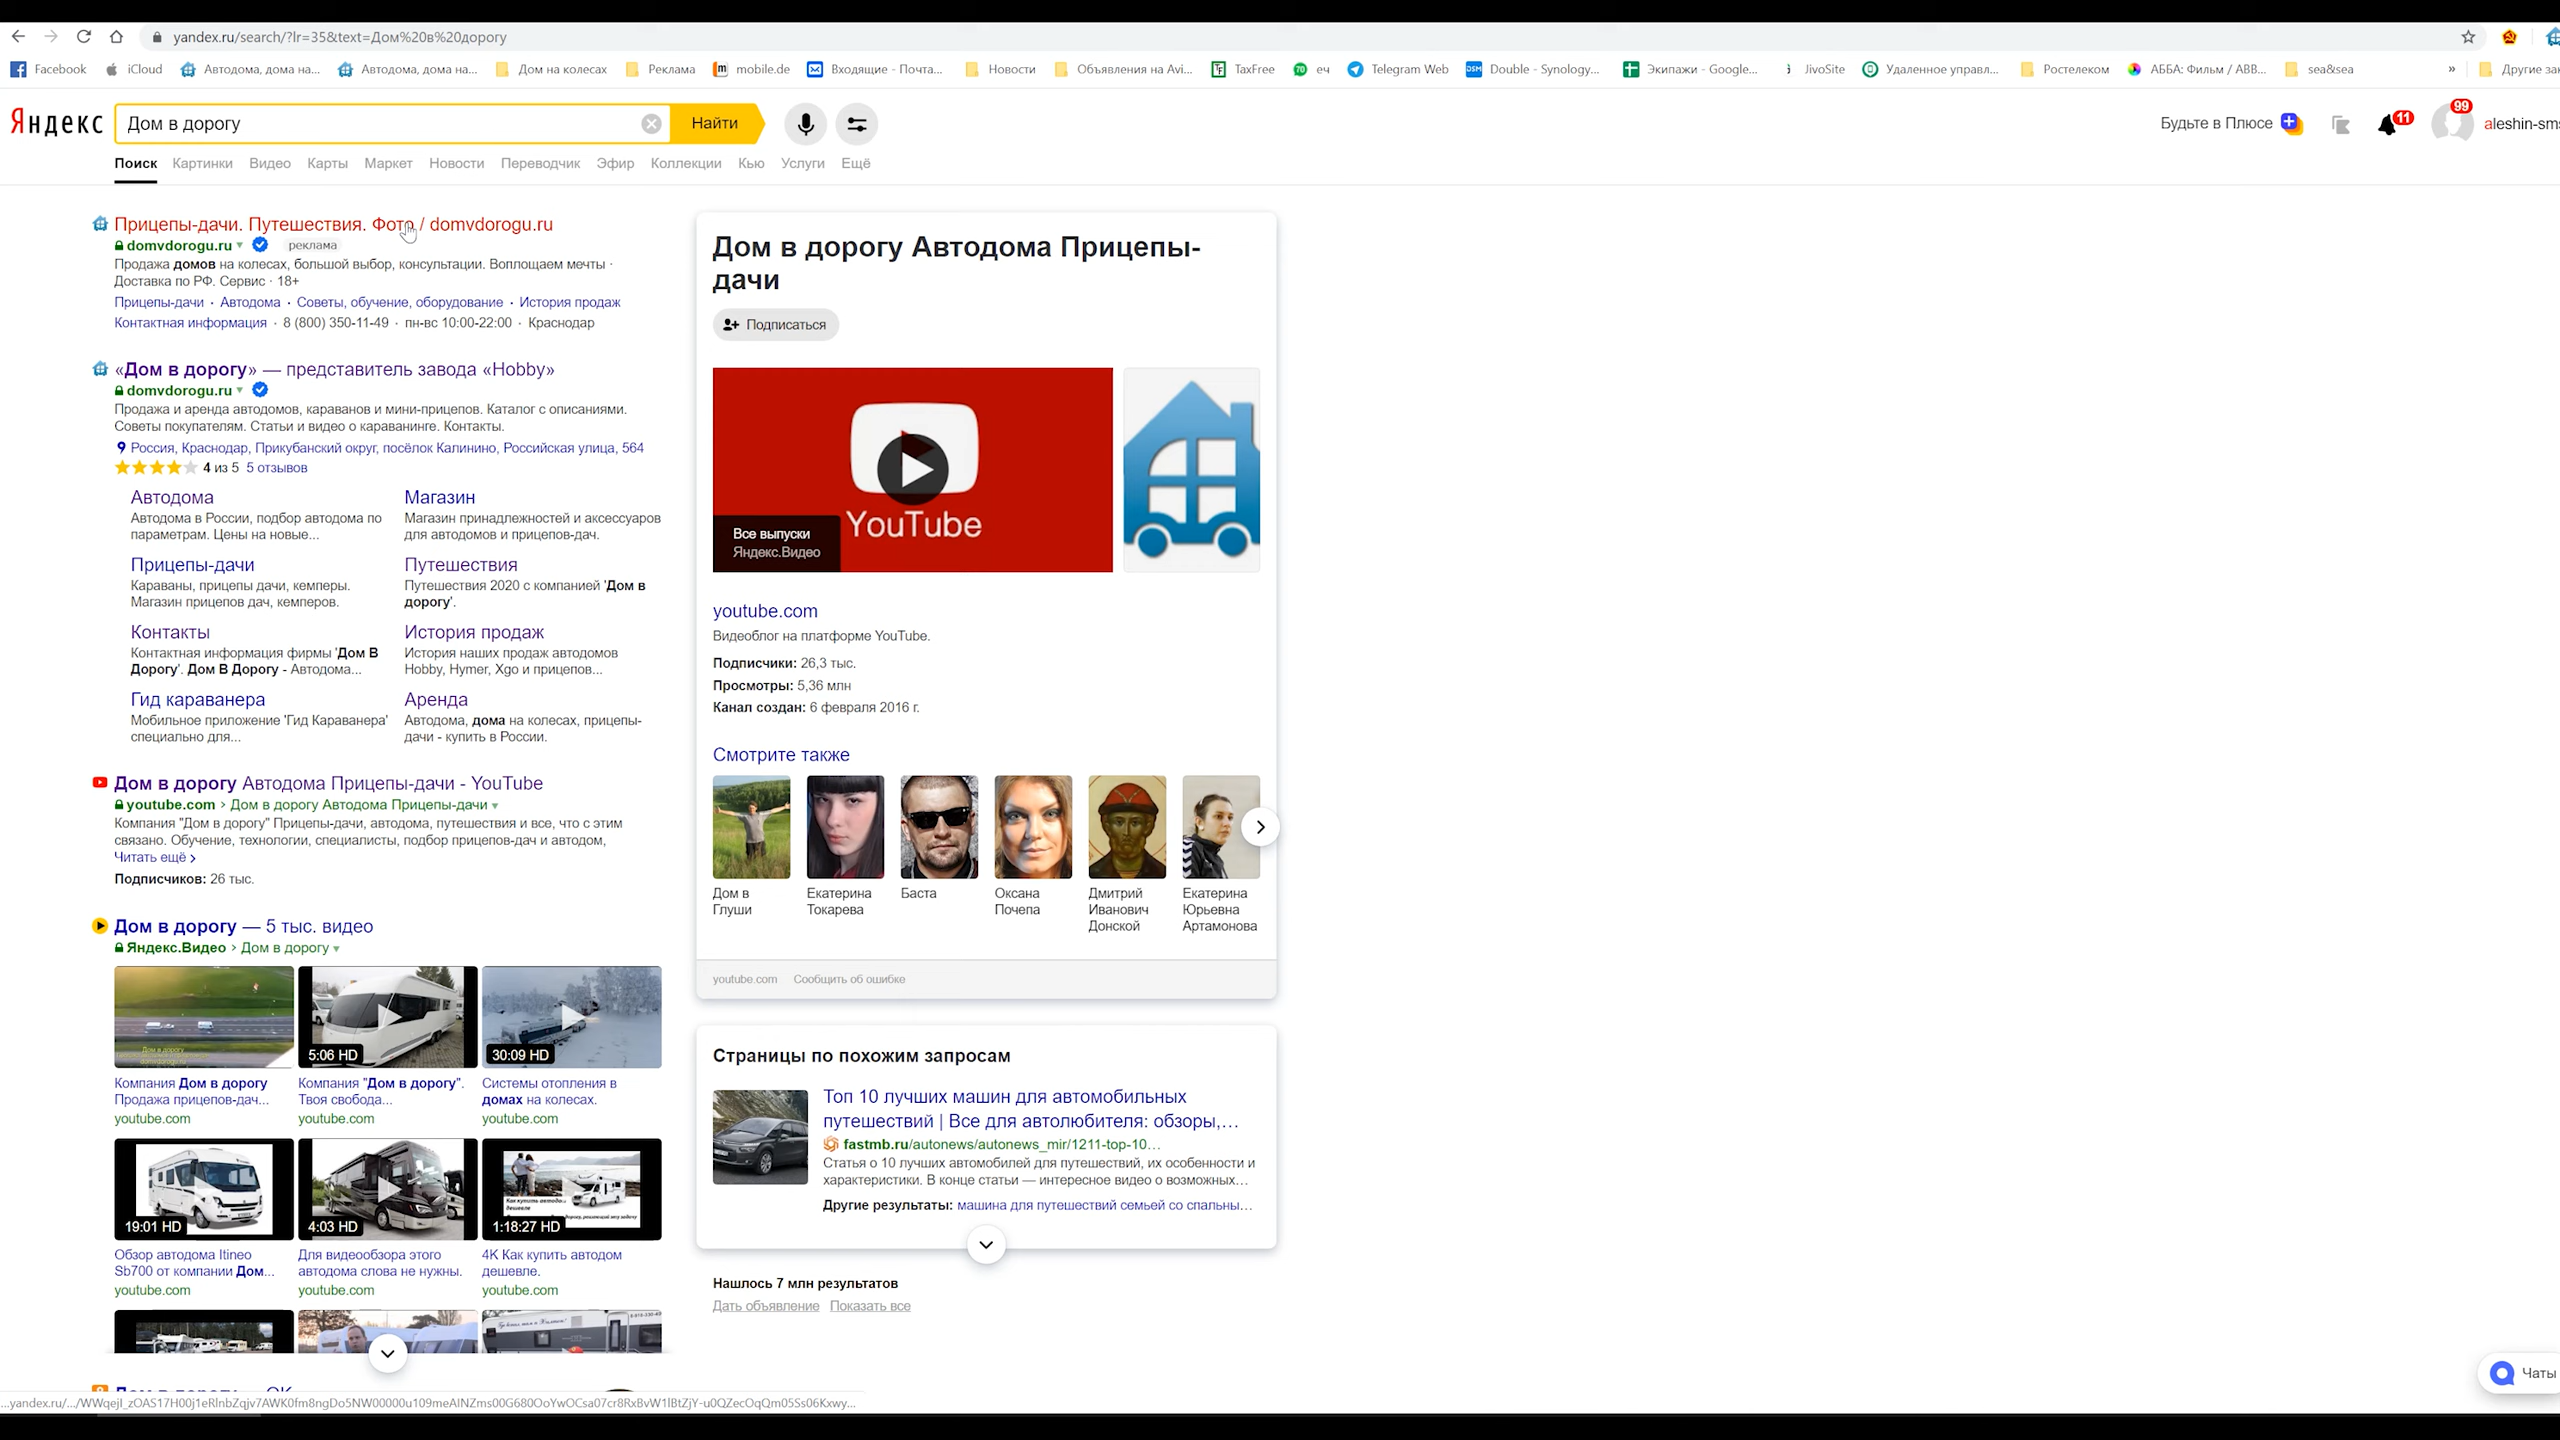 yandex.ru/search/?lr=35&text=Дом%20в%20дорогу
Facebook iCloud Автодома, дома на... Автодома, дома на... Дом на колесах Реклама mobile.de Входящие - Почта... Новости Объявления на Avi... TaxFree еч Telegram Web Double - Synology... Экипажи - Google... JivoSite Удаленное управл... Ростелеком АББА: Фильм / ABB... sea&sea » Другие зак
Яндекс Дом в дорогу Найти Будьте в Плюсе 11 99 aleshin-sms
Поиск Картинки Видео Карты Маркет Новости Переводчик Эфир Коллекции Кью Услуги Ещё
Прицепы-дачи. Путешествия. Фото / domvdorogu.ru
domvdorogu.ru реклама
Продажа домов на колесах, большой выбор, консультации. Воплощаем мечты ·
Доставка по РФ. Сервис · 18+
Прицепы-дачи · Автодома · Советы, обучение, оборудование · История продаж
Контактная информация · 8 (800) 350-11-49 · пн-вс 10:00-22:00 · Краснодар
«Дом в дорогу» — представитель завода «Hobby»
domvdorogu.ru
Продажа и аренда автодомов, караванов и мини-прицепов. Каталог с описаниями.
Советы покупателям. Статьи и видео о караванинге. Контакты.
Россия, Краснодар, Прикубанский округ, посёлок Калинино, Российская улица, 564
4 из 5 5 отзывов
Автодома
Автодома в России, подбор автодома по
параметрам. Цены на новые...
Магазин
Магазин принадлежностей и аксессуаров
для автодомов и прицепов-дач.
Прицепы-дачи
Караваны, прицепы дачи, кемперы.
Магазин прицепов дач, кемперов.
Путешествия
Путешествия 2020 с компанией 'Дом в
дорогу'.
Контакты
Контактная информация фирмы 'Дом В
Дорогу'. Дом В Дорогу - Автодома...
История продаж
История наших продаж автодомов
Hobby, Hymer, Xgo и прицепов...
Гид караванера
Мобильное приложение 'Гид Караванера'
специально для...
Аренда
Автодома, дома на колесах, прицепы-
дачи - купить в России.
Дом в дорогу Автодома Прицепы-дачи - YouTube
youtube.com › Дом в дорогу Автодома Прицепы-дачи
Компания "Дом в дорогу" Прицепы-дачи, автодома, путешествия и все, что с этим
связано. Обучение, технологии, специалисты, подбор прицепов-дач и автодом,
Читать ещё ›
Подписчиков: 26 тыс.
Дом в дорогу — 5 тыс. видео
Яндекс.Видео › Дом в дорогу
5:06 HD
30:09 HD
Компания Дом в дорогу
Продажа прицепов-дач...
youtube.com
Компания "Дом в дорогу".
Твоя свобода...
youtube.com
Системы отопления в
домах на колесах.
youtube.com
19:01 HD
4:03 HD
1:18:27 HD
Обзор автодома Itineo
Sb700 от компании Дом...
youtube.com
Для видеообзора этого
автодома слова не нужны.
youtube.com
4K Как купить автодом
дешевле.
youtube.com
Дом в дорогу Автодома Прицепы-
дачи
Подписаться
YouTube
Все выпуски
Яндекс.Видео
youtube.com
Видеоблог на платформе YouTube.
Подписчики: 26,3 тыс.
Просмотры: 5,36 млн
Канал создан: 6 февраля 2016 г.
Смотрите также
Дом в
Глуши
Екатерина
Токарева
Баста
Оксана
Почепа
Дмитрий
Иванович
Донской
Екатерина
Юрьевна
Артамонова
youtube.com Сообщить об ошибке
Страницы по похожим запросам
Топ 10 лучших машин для автомобильных
путешествий | Все для автолюбителя: обзоры,...
fastmb.ru/autonews/autonews_mir/1211-top-10...
Статья о 10 лучших автомобилей для путешествий, их особенности и
характеристики. В конце статьи — интересное видео о возможных...
Другие результаты: машина для путешествий семьей со спальны...
Нашлось 7 млн результатов
Дать объявление Показать все
Чаты